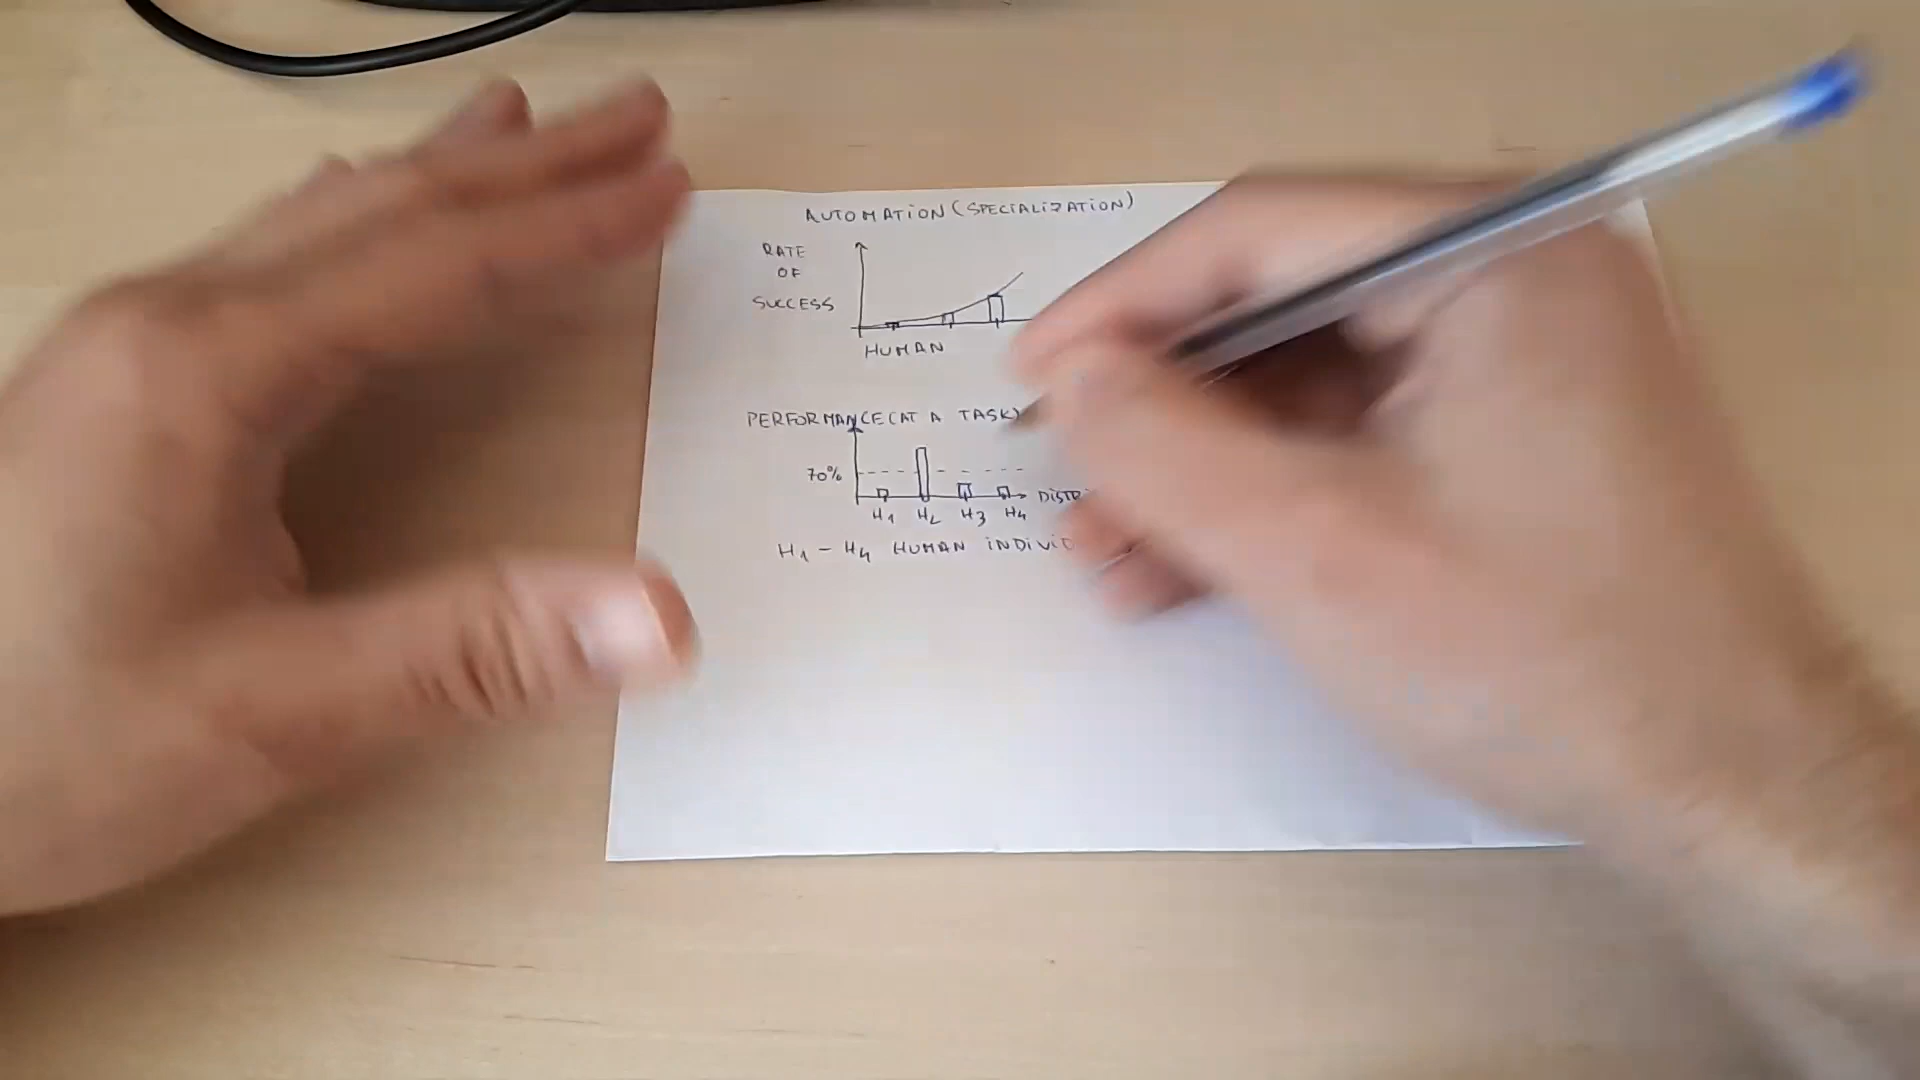 AUTOMATION (SPECIALIZATION)
RATE
OF
SUCCESS
HUMAN
PERFORMANCE (AT A TASK)
70%
H1 H2 H3 H4
H1 - H4 HUMAN